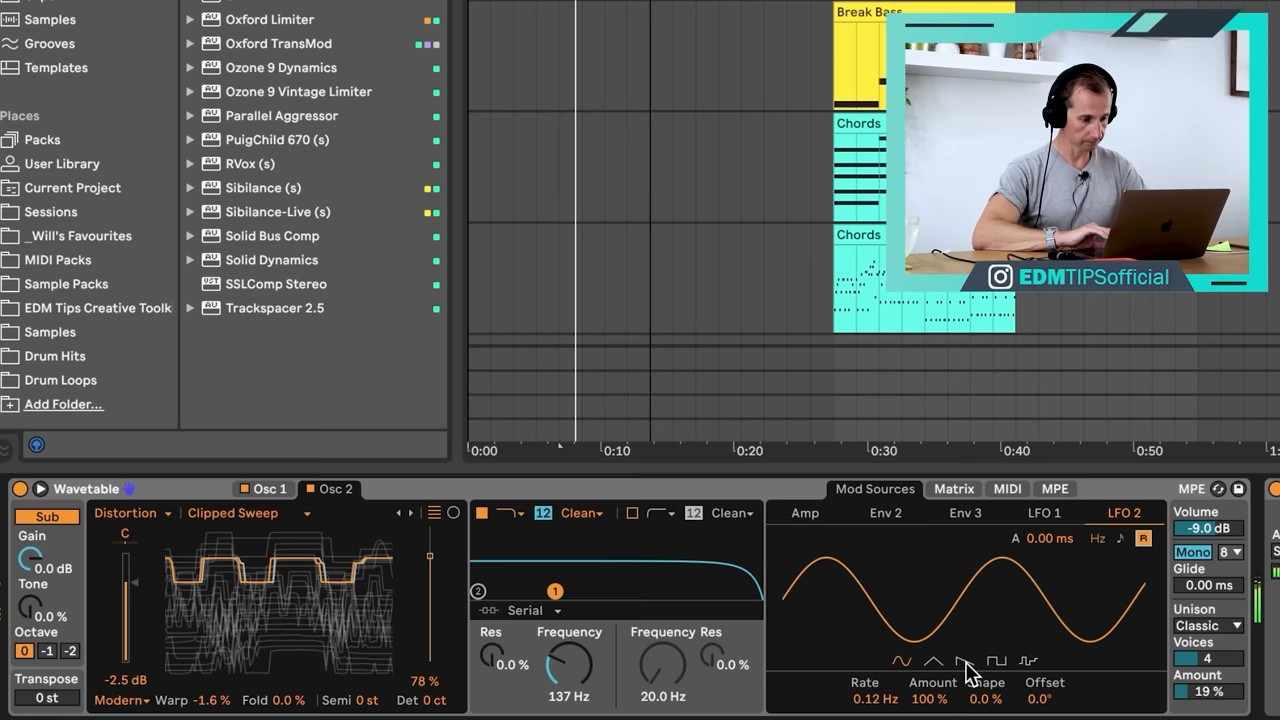 Samples
Grooves
Templates
Places
Packs
User Library
Current Project
Sessions
_Will's Favourites
MIDI Packs
Sample Packs
EDM Tips Creative Toolk
Samples
Drum Hits
Drum Loops
Add Folder...
Oxford Limiter
Oxford TransMod
Ozone 9 Dynamics
Ozone 9 Vintage Limiter
Parallel Aggressor
PuigChild 670 (s)
RVox (s)
Sibilance (s)
Sibilance-Live (s)
Solid Bus Comp
Solid Dynamics
SSLComp Stereo
Trackspacer 2.5
Break Bass
Chords
Chords
EDMTIPSofficial
0:00 0:10 0:20 0:30 0:40 0:50 1:
Wavetable Osc 1 Osc 2
Sub
Gain
0.0 dB
Tone
0.0 %
Octave
0 -1 -2
Transpose
0 st
Distortion Clipped Sweep
C
-2.5 dB 78 %
Modern Warp -1.6 % Fold 0.0 % Semi 0 st Det 0 ct
12 Clean 12 Clean
2 1
Serial
Res Frequency Frequency Res
0.0 % 137 Hz 20.0 Hz 0.0 %
Mod Sources Matrix MIDI MPE
Amp Env 2 Env 3 LFO 1 LFO 2
A 0.00 ms Hz R
Rate Amount Shape Offset
0.12 Hz 100 % 0.0 % 0.0°
MPE
Volume
-9.0 dB
Mono 8
Glide
0.00 ms
Unison
Classic
Voices
4
Amount
19 %